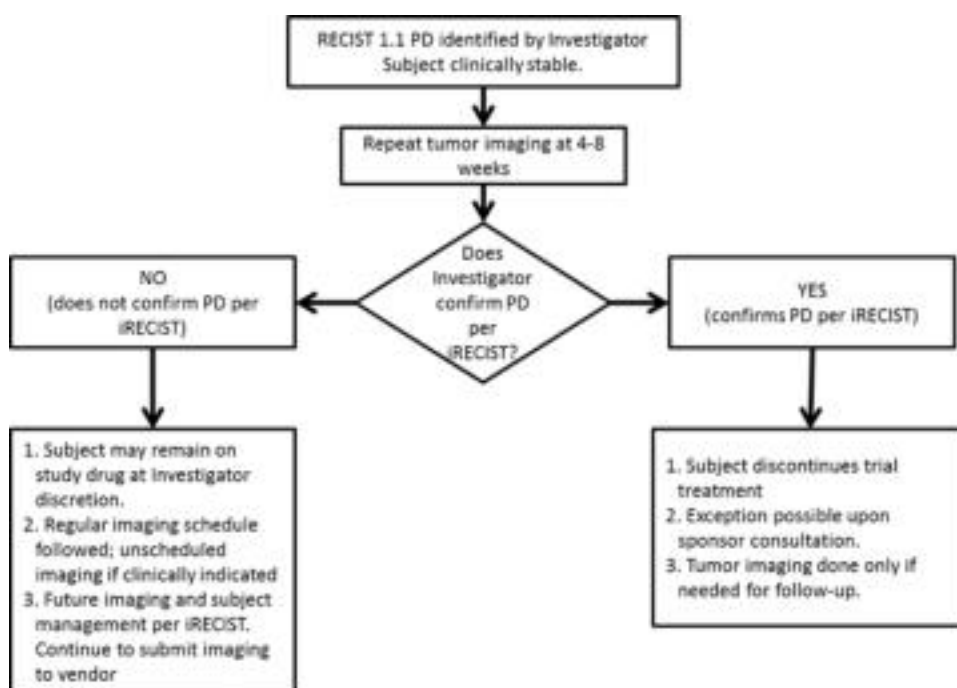 RECIST 1.1 PD identified by Investigator
Subject clinically stable.
Repeat tumor imaging at 4-8
weeks
Does
Investigator
confirm PD
per
iRECIST?
NO
(does not confirm PD per
iRECIST)
YES
(confirms PD per iRECIST)
1. Subject may remain on
study drug at Investigator
discretion.
2. Regular imaging schedule
followed; unscheduled
imaging if clinically indicated
3. Future imaging and subject
management per iRECIST.
Continue to submit imaging
to vendor
1. Subject discontinues trial
treatment
2. Exception possible upon
sponsor consultation.
3. Tumor imaging done only if
needed for follow-up.